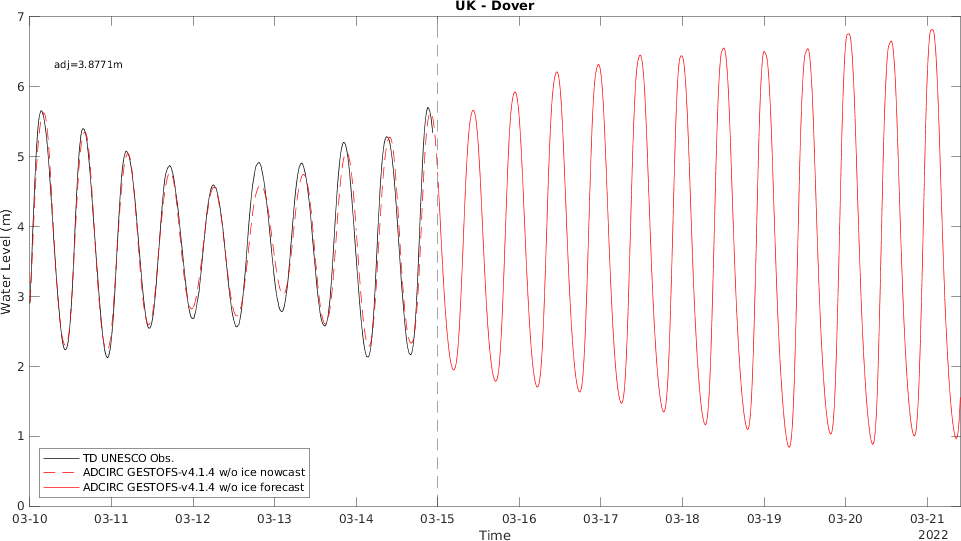 UK - Dover
adj=3.8771m
7
6
5
4
3
2
1
0
Water Level (m)
TD UNESCO Obs.
ADCIRC GESTOFS-v4.1.4 w/o ice nowcast
ADCIRC GESTOFS-v4.1.4 w/o ice forecast
03-10 03-11 03-12 03-13 03-14 03-15 03-16 03-17 03-18 03-19 03-20 03-21
Time
2022